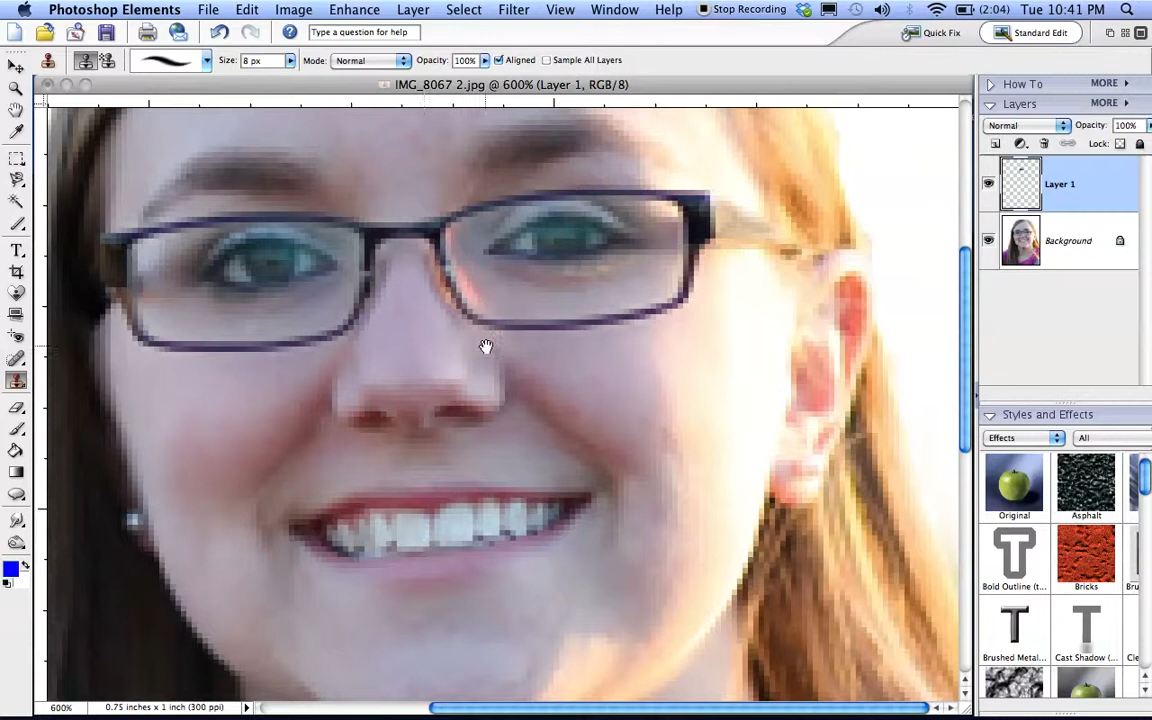 Photoshop Elements File Edit Image Enhance Layer Select Filter View Window Help Stop Recording (2:04) Tue 10:41 PM
Type a question for help Quick Fix Standard Edit
Size: 8 px Mode: Normal Opacity: 100% Aligned Sample All Layers
IMG_8067 2.jpg @ 600% (Layer 1, RGB/8)
How To MORE
Layers MORE
Normal Opacity: 100%
Lock:
Layer 1
Background
Styles and Effects
Effects All
Original Asphalt
Bold Outline (t... Bricks Bru
Brushed Metal... Cast Shadow (... Cle
600% 0.75 inches x 1 inch (300 ppi)